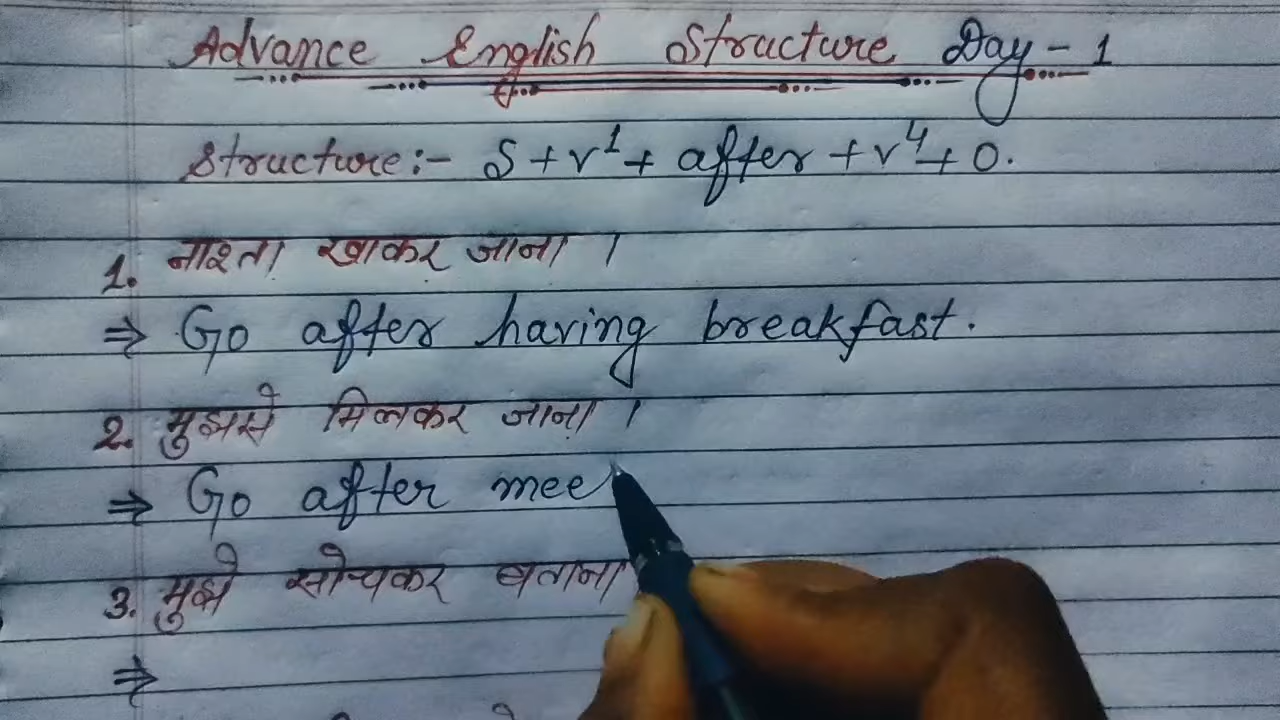 Advance English Structure Day - 1
Structure:- S + v¹ + after + v⁴ + O.
1. नाश्ता खाकर जाना ।
⇒ Go after having breakfast.
2. मुझसे मिलकर जाना ।
⇒ Go after mee
3. मुझे सोचकर बताना
⇒